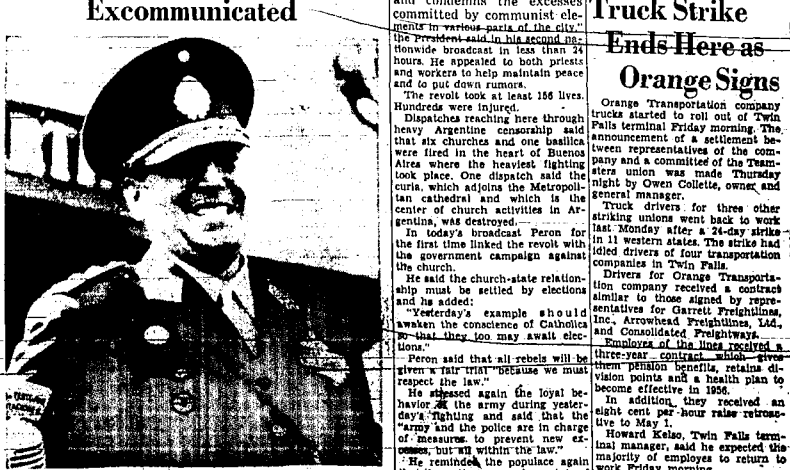 Excommunicated
and condemns the excesses
committed by communist ele-
ments in various parts of the city,"
the President said in his second na-
tionwide broadcast in less than 24
hours. He appealed to both priests
and workers to help maintain peace
and to put down rumors.
The revolt took at least 156 lives.
Hundreds were injured.
Dispatches reaching here through
heavy Argentine censorship said
that six churches and one basilica
were fired in the heart of Buenos
Aires where the heaviest fighting
took place. One dispatch said the
curia, which adjoins the Metropoli-
tan cathedral and which is the
center of church activities in Ar-
gentina, was destroyed.
In today's broadcast Peron for
the first time linked the revolt with
the government campaign against
the church.
He said the church-state relation-
ship must be settled by elections
and he added:
"Yesterday's example should
awaken the conscience of Catholics
so that they too may await elec-
tions."
Peron said that all rebels will be
given a fair trial "because we must
respect the law."
He stressed again the loyal be-
havior of the army during yester-
day's fighting and said that the
"army and the police are in charge
of measures to prevent new ex-
cesses, but all within the law."
He reminded the populace again
Truck Strike
Ends Here as
Orange Signs
Orange Transportation company
trucks started to roll out of Twin
Falls terminal Friday morning. The
announcement of a settlement be-
tween representatives of the com-
pany and a committee of the Team-
sters union was made Thursday
night by Owen Collette, owner and
general manager.
Truck drivers for three other
striking unions went back to work
last Monday after a 24-day strike
in 11 western states. The strike had
idled drivers of four transportation
companies in Twin Falls.
Drivers for Orange Transporta-
tion company received a contract
similar to those signed by repre-
sentatives for Garrett Freightlines,
Inc., Arrowhead Freightlines, Ltd.,
and Consolidated Freightways.
Employes of the lines received a
three-year contract which gives
them pension benefits, retains di-
vision points and a health plan to
become effective in 1956.
In addition they received an
eight cent per hour raise retroac-
tive to May 1.
Howard Kelso, Twin Falls term-
inal manager, said he expected the
majority of employes to return to
work Friday morning.